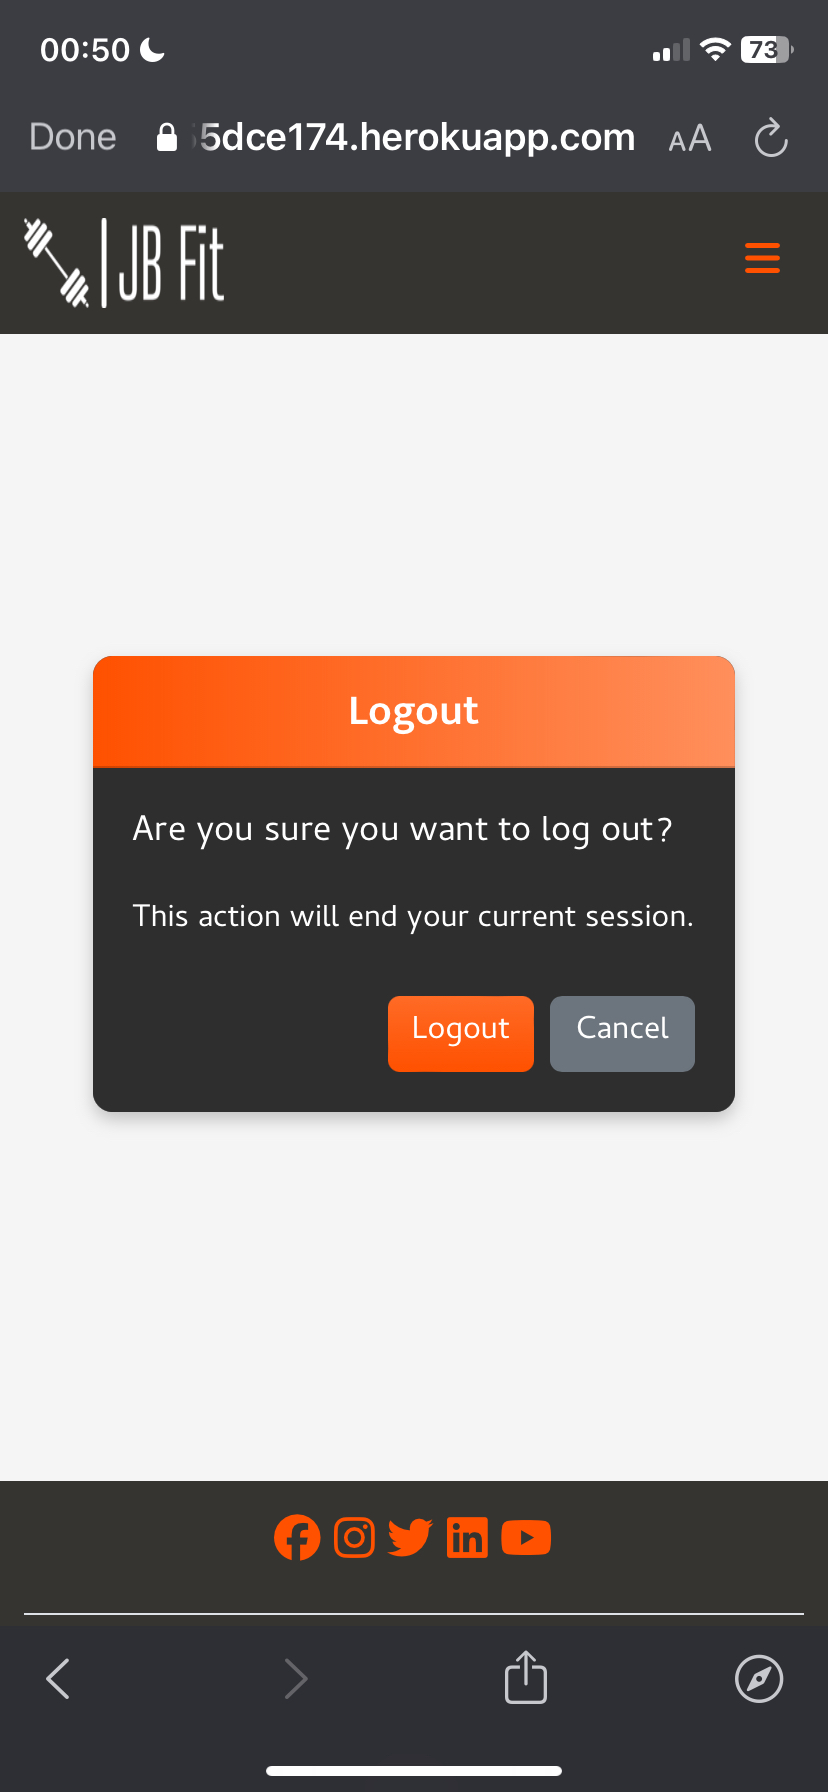 00:50
73
Done
5dce174.herokuapp.com
AA
JB Fit
Logout
Are you sure you want to log out?
This action will end your current session.
Logout Cancel